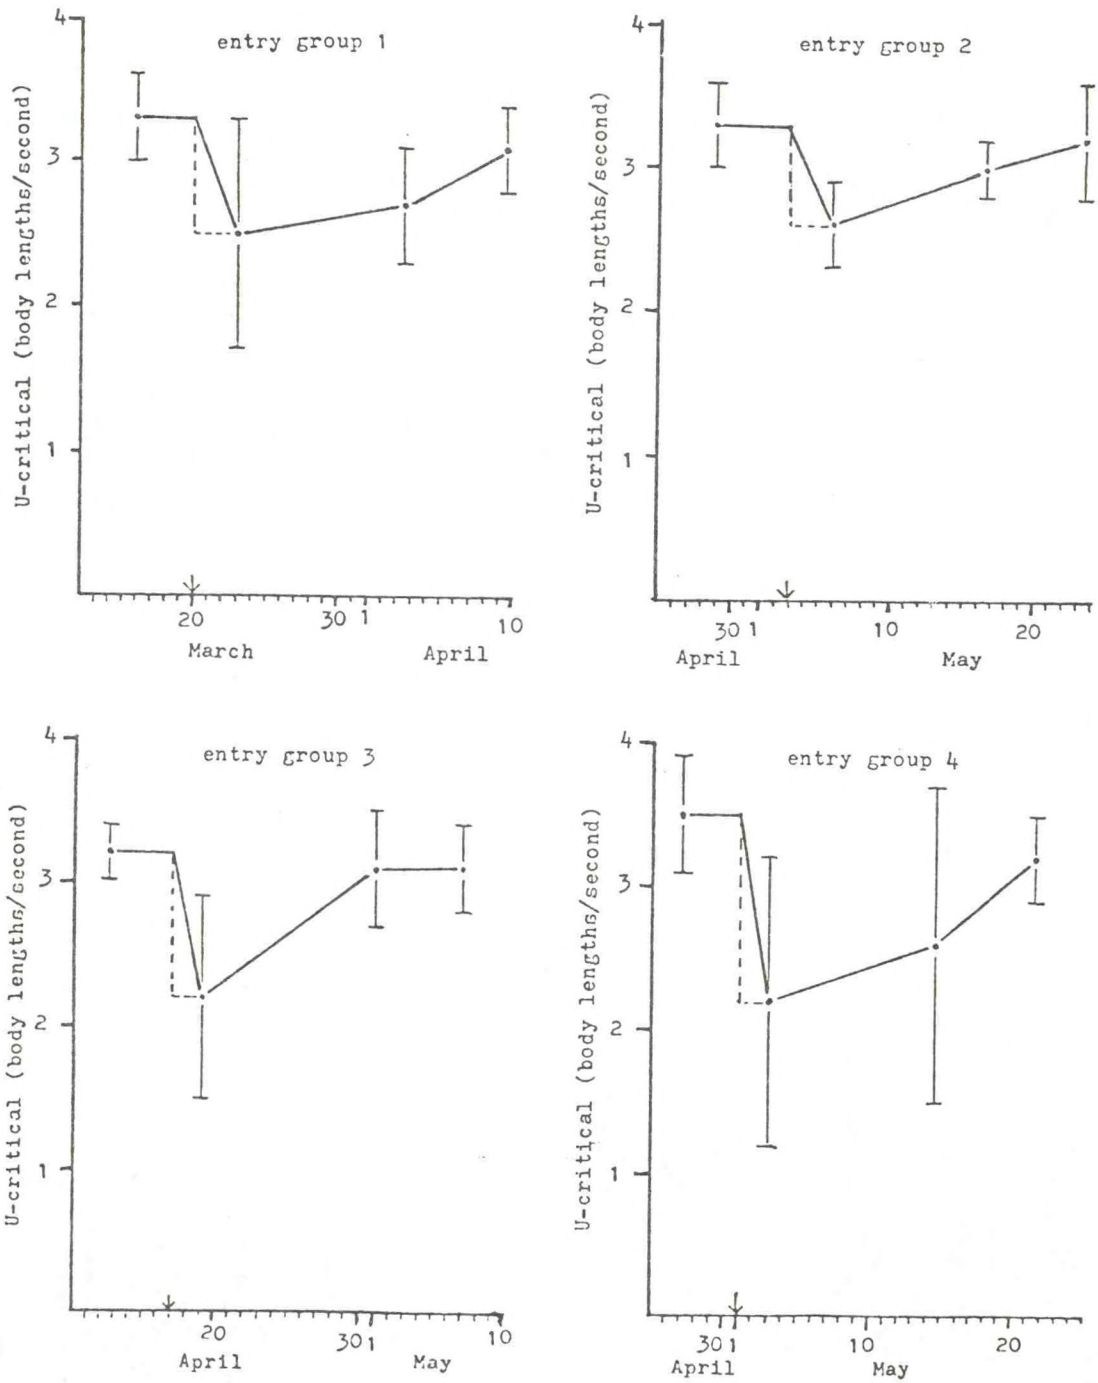 entry group 1
4
3
2
1
U-critical (body lengths/second)
20 30 1 10
March April
entry group 2
4
3
2
1
U-critical (body lengths/second)
30 1 10 20
April May
entry group 3
4
3
2
1
U-critical (body lengths/second)
20 30 1 10
April May
entry group 4
4
3
2
1
U-critical (body lengths/second)
30 1 10 20
April May